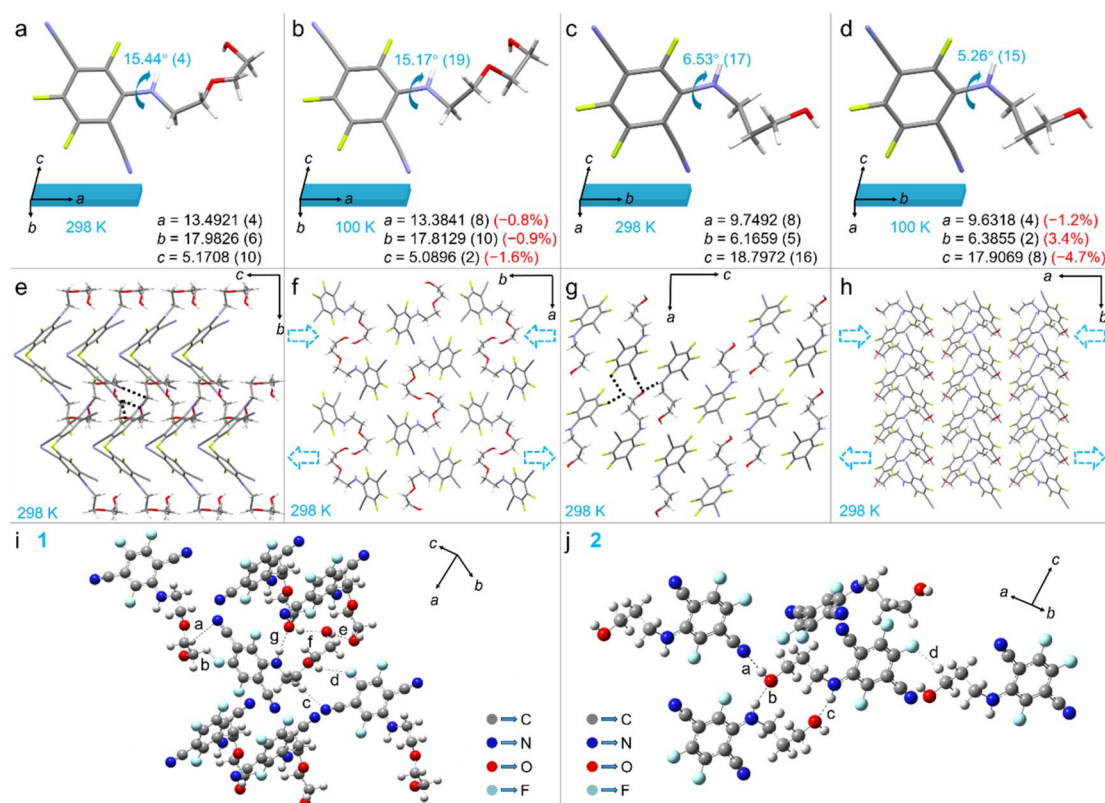 a
15.44° (4)
c
a
b
298 K
a = 13.4921 (4)
b = 17.9826 (6)
c = 5.1708 (10)
b
15.17° (19)
c
a
b
100 K
a = 13.3841 (8) (−0.8%)
b = 17.8129 (10) (−0.9%)
c = 5.0896 (2) (−1.6%)
c
6.53° (17)
c
b
a
298 K
a = 9.7492 (8)
b = 6.1659 (5)
c = 18.7972 (16)
d
5.26° (15)
c
b
a
100 K
a = 9.6318 (4) (−1.2%)
b = 6.3855 (2) (3.4%)
c = 17.9069 (8) (−4.7%)
e
c
b
298 K
f
b
a
298 K
g
c
a
298 K
h
a
b
298 K
i 1
c
a
b
a
b
g
f
e
d
c
C
N
O
F
j 2
c
a
b
a
b
c
d
C
N
O
F